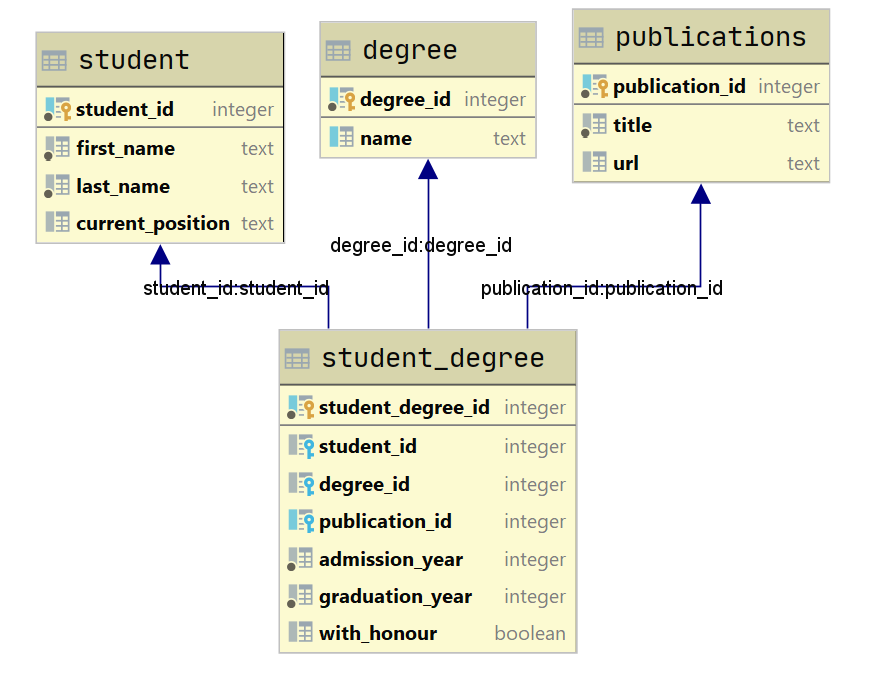 student
student_id integer
first_name text
last_name text
current_position text
degree
degree_id integer
name text
publications
publication_id integer
title text
url text
degree_id:degree_id
student_id:student_id
publication_id:publication_id
student_degree
student_degree_id integer
student_id integer
degree_id integer
publication_id integer
admission_year integer
graduation_year integer
with_honour boolean